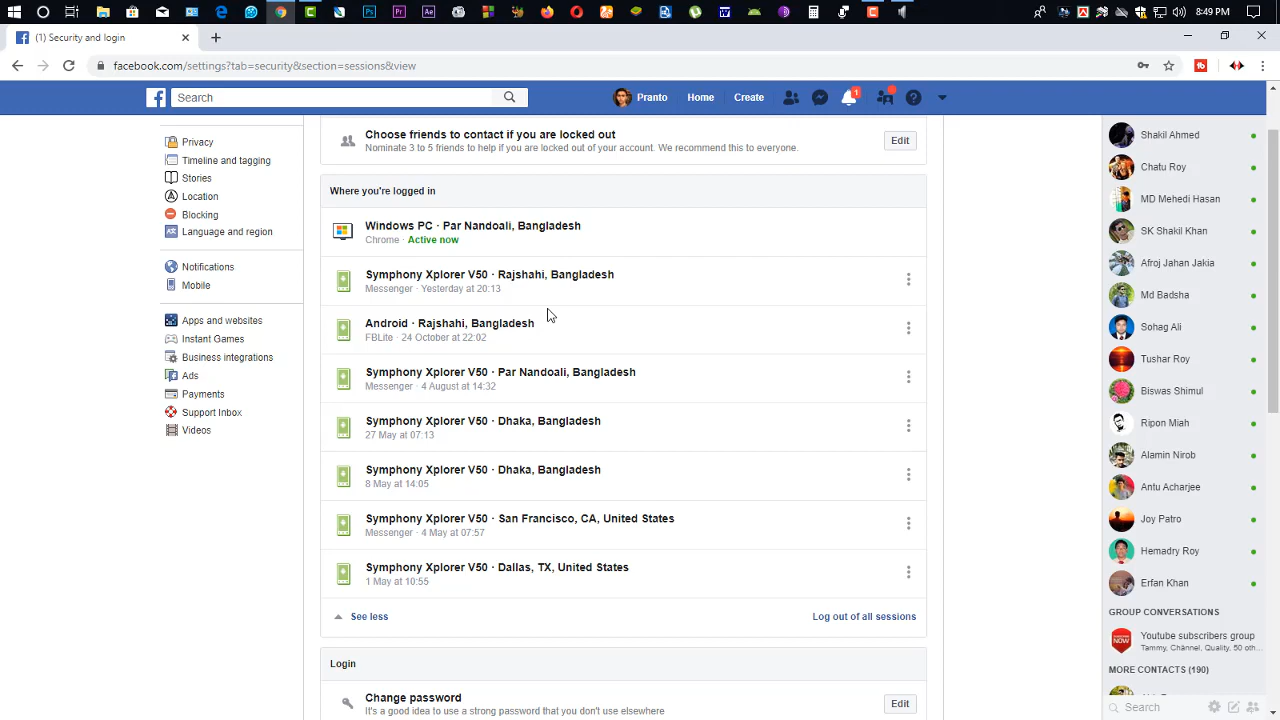 8:49 PM
(1) Security and login
facebook.com/settings?tab=security&section=sessions&view
Search
Pranto
Home
Create
1
Choose friends to contact if you are locked out
Nominate 3 to 5 friends to help if you are locked out of your account. We recommend this to everyone.
Edit
Privacy
Timeline and tagging
Stories
Location
Blocking
Language and region
Notifications
Mobile
Apps and websites
Instant Games
Business integrations
Ads
Payments
Support Inbox
Videos
Where you're logged in
Windows PC · Par Nandoali, Bangladesh
Chrome · Active now
Symphony Xplorer V50 · Rajshahi, Bangladesh
Messenger · Yesterday at 20:13
Android · Rajshahi, Bangladesh
FBLite · 24 October at 22:02
Symphony Xplorer V50 · Par Nandoali, Bangladesh
Messenger · 4 August at 14:32
Symphony Xplorer V50 · Dhaka, Bangladesh
27 May at 07:13
Symphony Xplorer V50 · Dhaka, Bangladesh
8 May at 14:05
Symphony Xplorer V50 · San Francisco, CA, United States
Messenger · 4 May at 07:57
Symphony Xplorer V50 · Dallas, TX, United States
1 May at 10:55
See less
Log out of all sessions
Login
Change password
It's a good idea to use a strong password that you don't use elsewhere
Edit
Shakil Ahmed
Chatu Roy
MD Mehedi Hasan
SK Shakil Khan
Afroj Jahan Jakia
Md Badsha
Sohag Ali
Tushar Roy
Biswas Shimul
Ripon Miah
Alamin Nirob
Antu Acharjee
Joy Patro
Hemadry Roy
Erfan Khan
GROUP CONVERSATIONS
Youtube subscribers group
Tammy, Channel, Quality, 50 oth...
MORE CONTACTS (190)
Search